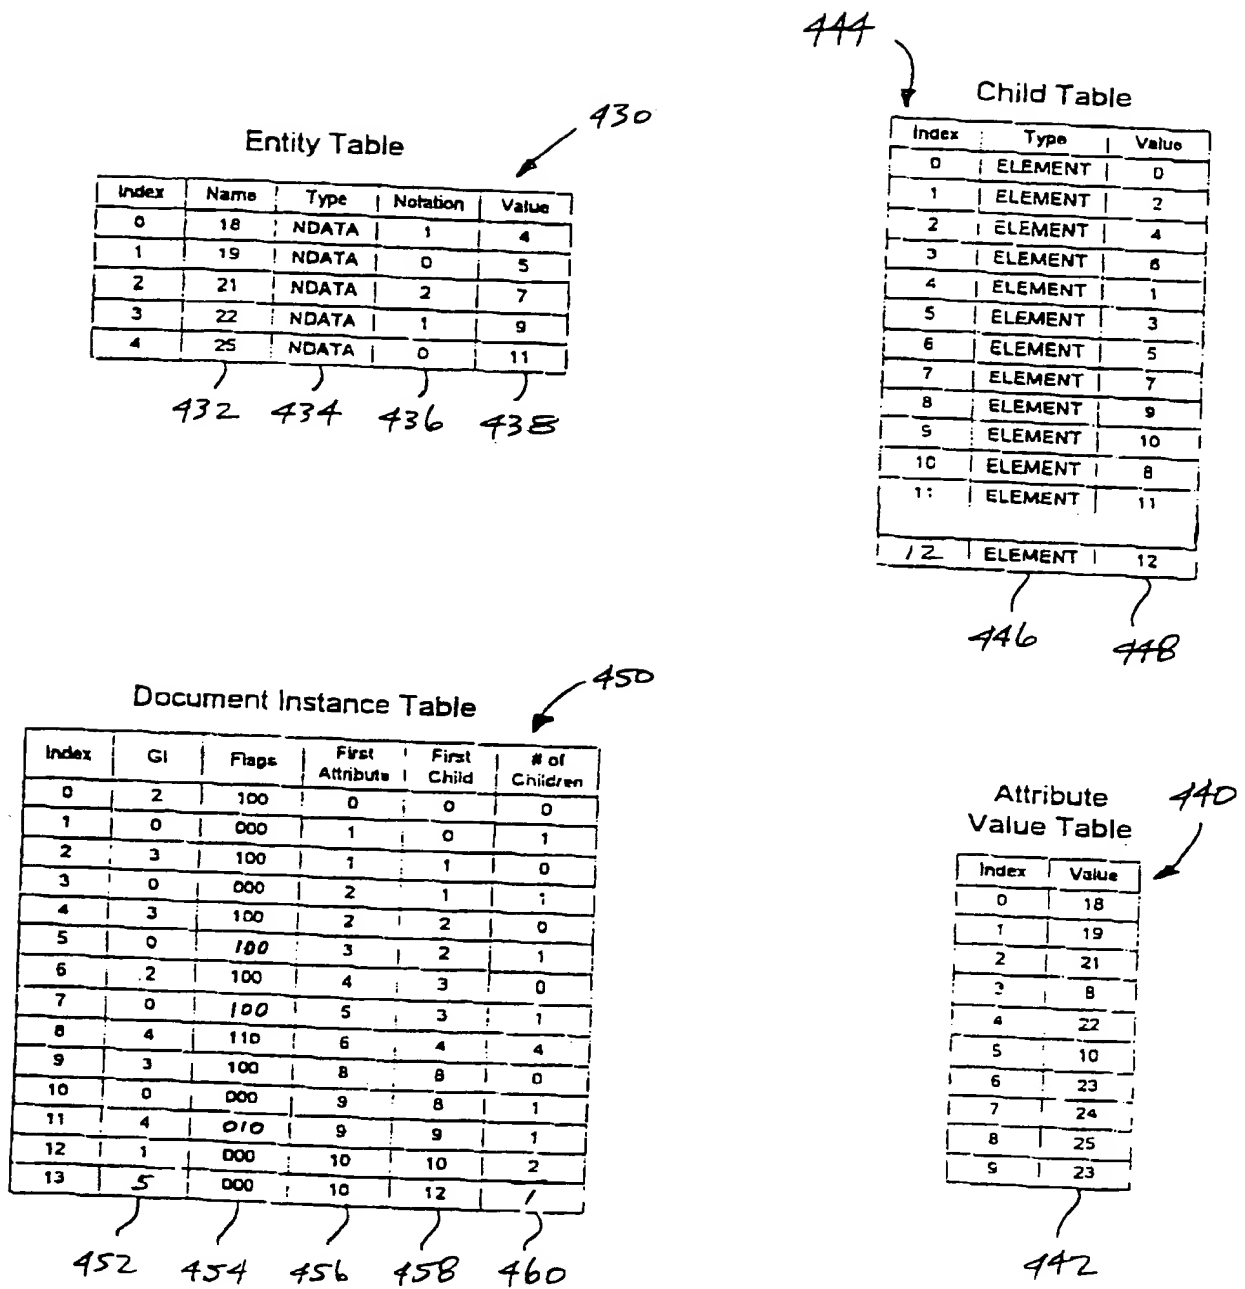 430
Entity Table
Index Name Type Notation Value
0 18 NDATA 1 4
1 19 NDATA 0 5
2 21 NDATA 2 7
3 22 NDATA 1 9
4 25 NDATA 0 11
432 434 436 438
444
Child Table
Index Type Value
0 ELEMENT 0
1 ELEMENT 2
2 ELEMENT 4
3 ELEMENT 6
4 ELEMENT 1
5 ELEMENT 3
6 ELEMENT 5
7 ELEMENT 7
8 ELEMENT 9
9 ELEMENT 10
10 ELEMENT 8
11 ELEMENT 11
12 ELEMENT 12
446 448
450
Document Instance Table
Index GI Flags First Attribute First Child # of Children
0 2 100 0 0 0
1 0 000 1 0 1
2 3 100 1 1 0
3 0 000 2 1 1
4 3 100 2 2 0
5 0 100 3 2 1
6 2 100 4 3 0
7 0 100 5 3 1
8 4 110 6 4 4
9 3 100 8 8 0
10 0 000 9 8 1
11 4 010 9 9 1
12 1 000 10 10 2
13 5 000 10 12 1
452 454 456 458 460
440
Attribute
Value Table
Index Value
0 18
1 19
2 21
3 8
4 22
5 10
6 23
7 24
8 25
9 23
442